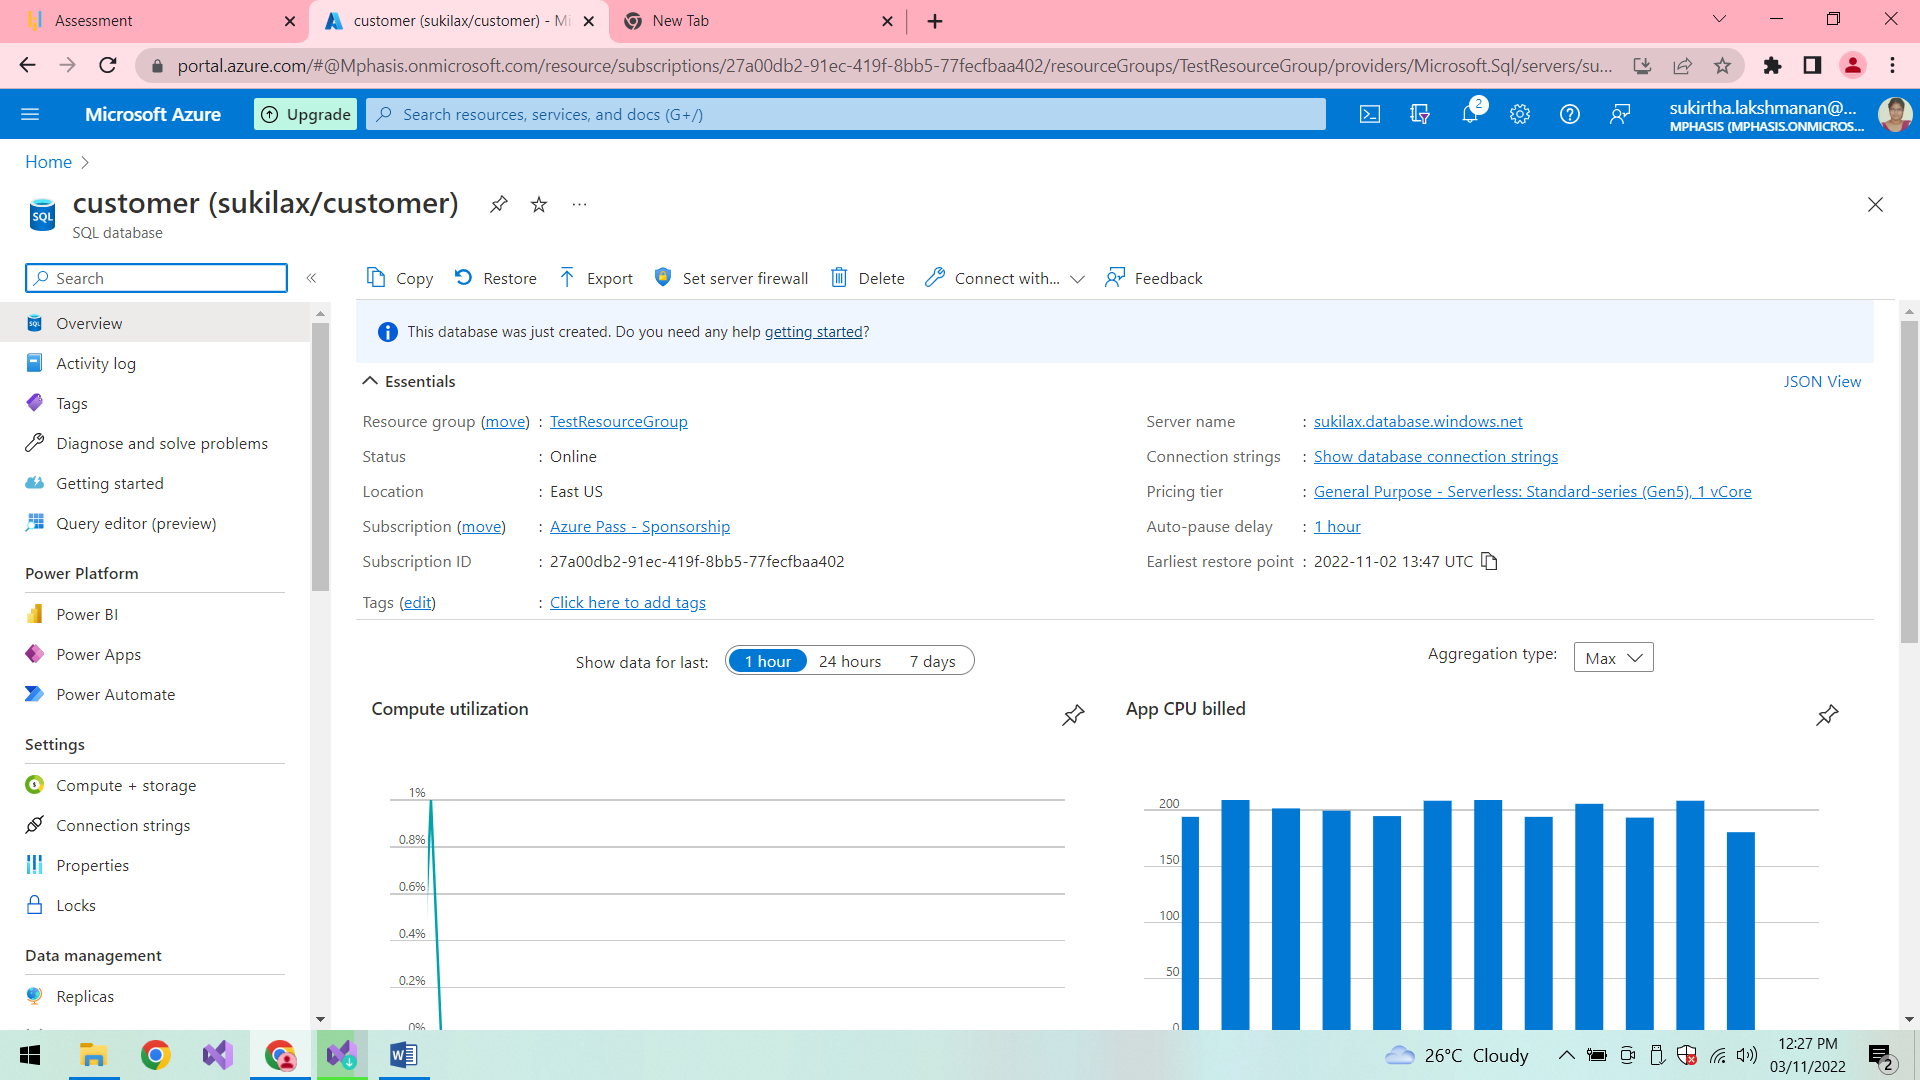 Assessment
customer (sukilax/customer) - Mi
New Tab
portal.azure.com/#@Mphasis.onmicrosoft.com/resource/subscriptions/27a00db2-91ec-419f-8bb5-77fecfbaa402/resourceGroups/TestResourceGroup/providers/Microsoft.Sql/servers/su...
Microsoft Azure
Upgrade
Search resources, services, and docs (G+/)
2
sukirtha.lakshmanan@...
MPHASIS (MPHASIS.ONMICROS...
Home
SQL
customer (sukilax/customer)
...
SQL database
Search
Copy
Restore
Export
Set server firewall
Delete
Connect with...
Feedback
Overview
Activity log
Tags
Diagnose and solve problems
Getting started
Query editor (preview)
Power Platform
Power BI
Power Apps
Power Automate
Settings
Compute + storage
Connection strings
Properties
Locks
Data management
Replicas
This database was just created. Do you need any help getting started?
Essentials
JSON View
Resource group (move) : TestResourceGroup
Status : Online
Location : East US
Subscription (move) : Azure Pass - Sponsorship
Subscription ID : 27a00db2-91ec-419f-8bb5-77fecfbaa402
Tags (edit) : Click here to add tags
Server name : sukilax.database.windows.net
Connection strings : Show database connection strings
Pricing tier : General Purpose - Serverless: Standard-series (Gen5), 1 vCore
Auto-pause delay : 1 hour
Earliest restore point : 2022-11-02 13:47 UTC
Show data for last: 1 hour 24 hours 7 days
Aggregation type: Max
Compute utilization
1%
0.8%
0.6%
0.4%
0.2%
0%
App CPU billed
200
150
100
50
0
26°C Cloudy
12:27 PM
03/11/2022
2